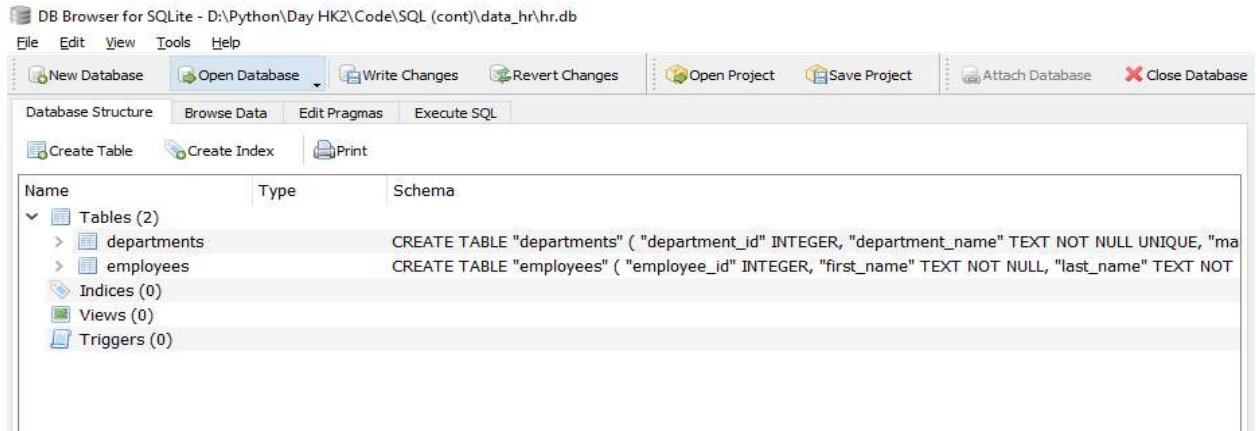 DB Browser for SQLite - D:\Python\Day HK2\Code\SQL (cont)\data_hr\hr.db
File Edit View Tools Help
New Database Open Database Write Changes Revert Changes Open Project Save Project Attach Database Close Database
Database Structure Browse Data Edit Pragmas Execute SQL
Create Table Create Index Print
Name Type Schema
Tables (2)
departments CREATE TABLE "departments" ( "department_id" INTEGER, "department_name" TEXT NOT NULL UNIQUE, "ma
employees CREATE TABLE "employees" ( "employee_id" INTEGER, "first_name" TEXT NOT NULL, "last_name" TEXT NOT
Indices (0)
Views (0)
Triggers (0)